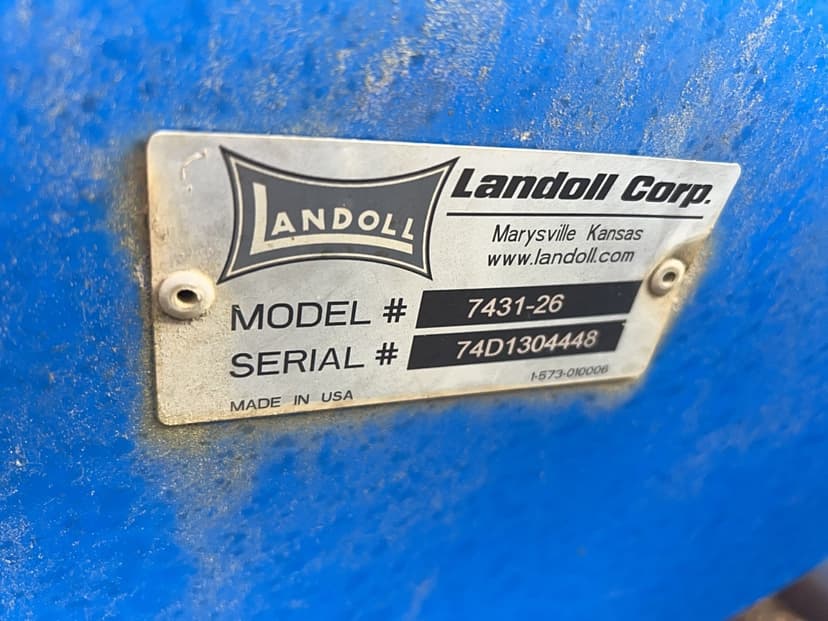 LANDOLL
Landoll Corp.
Marysville Kansas
www.landoll.com
MODEL # 7431-26
SERIAL # 74D1304448
1-573-010006
MADE IN USA